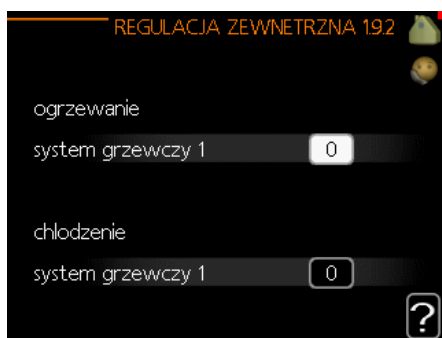 REGULACJA ZEWNETRZNA 1.9.2
ogrzewanie
system grzewczy 1 0
chlodzenie
system grzewczy 1 0
?